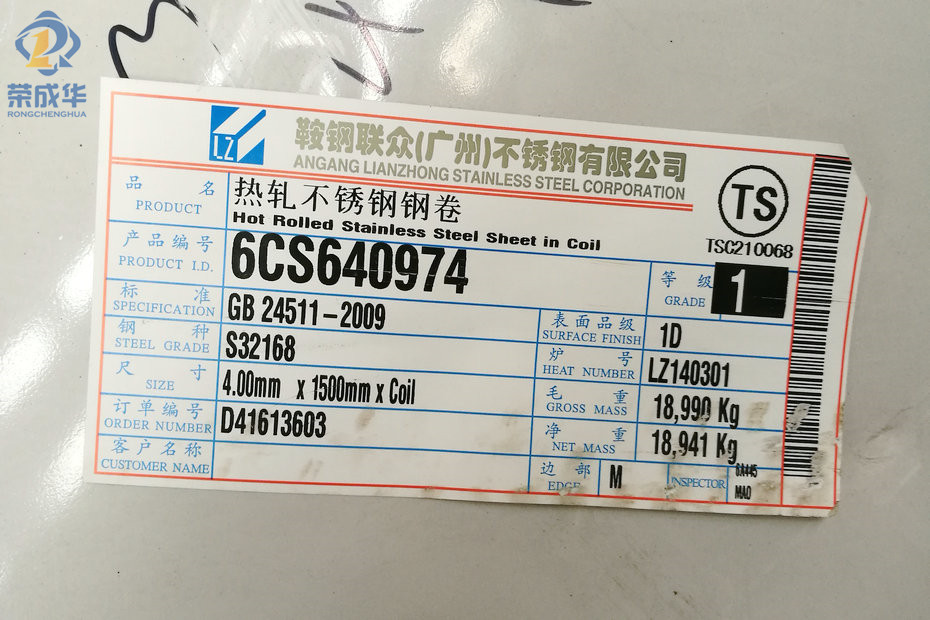 荣成华
RONGCHENGHUA
LZ
鞍钢联众(广州)不锈钢有限公司
ANGANG LIANZHONG STAINLESS STEEL CORPORATION
TS
TSC210068
品 名
PRODUCT
热轧不锈钢钢卷
Hot Rolled Stainless Steel Sheet in Coil
产品编号
PRODUCT I.D.
6CS640974
等 级
GRADE
1
标 准
SPECIFICATION
GB 24511-2009
表面品级
SURFACE FINISH
1D
钢 种
STEEL GRADE
S32168
炉 号
HEAT NUMBER
LZ140301
尺 寸
SIZE
4.00mm x 1500mm x Coil
毛 重
GROSS MASS
18,990 Kg
订单编号
ORDER NUMBER
D41613603
净 重
NET MASS
18,941 Kg
客户名称
CUSTOMER NAME
边 部
EDGE
M
INSPECTOR
MAO